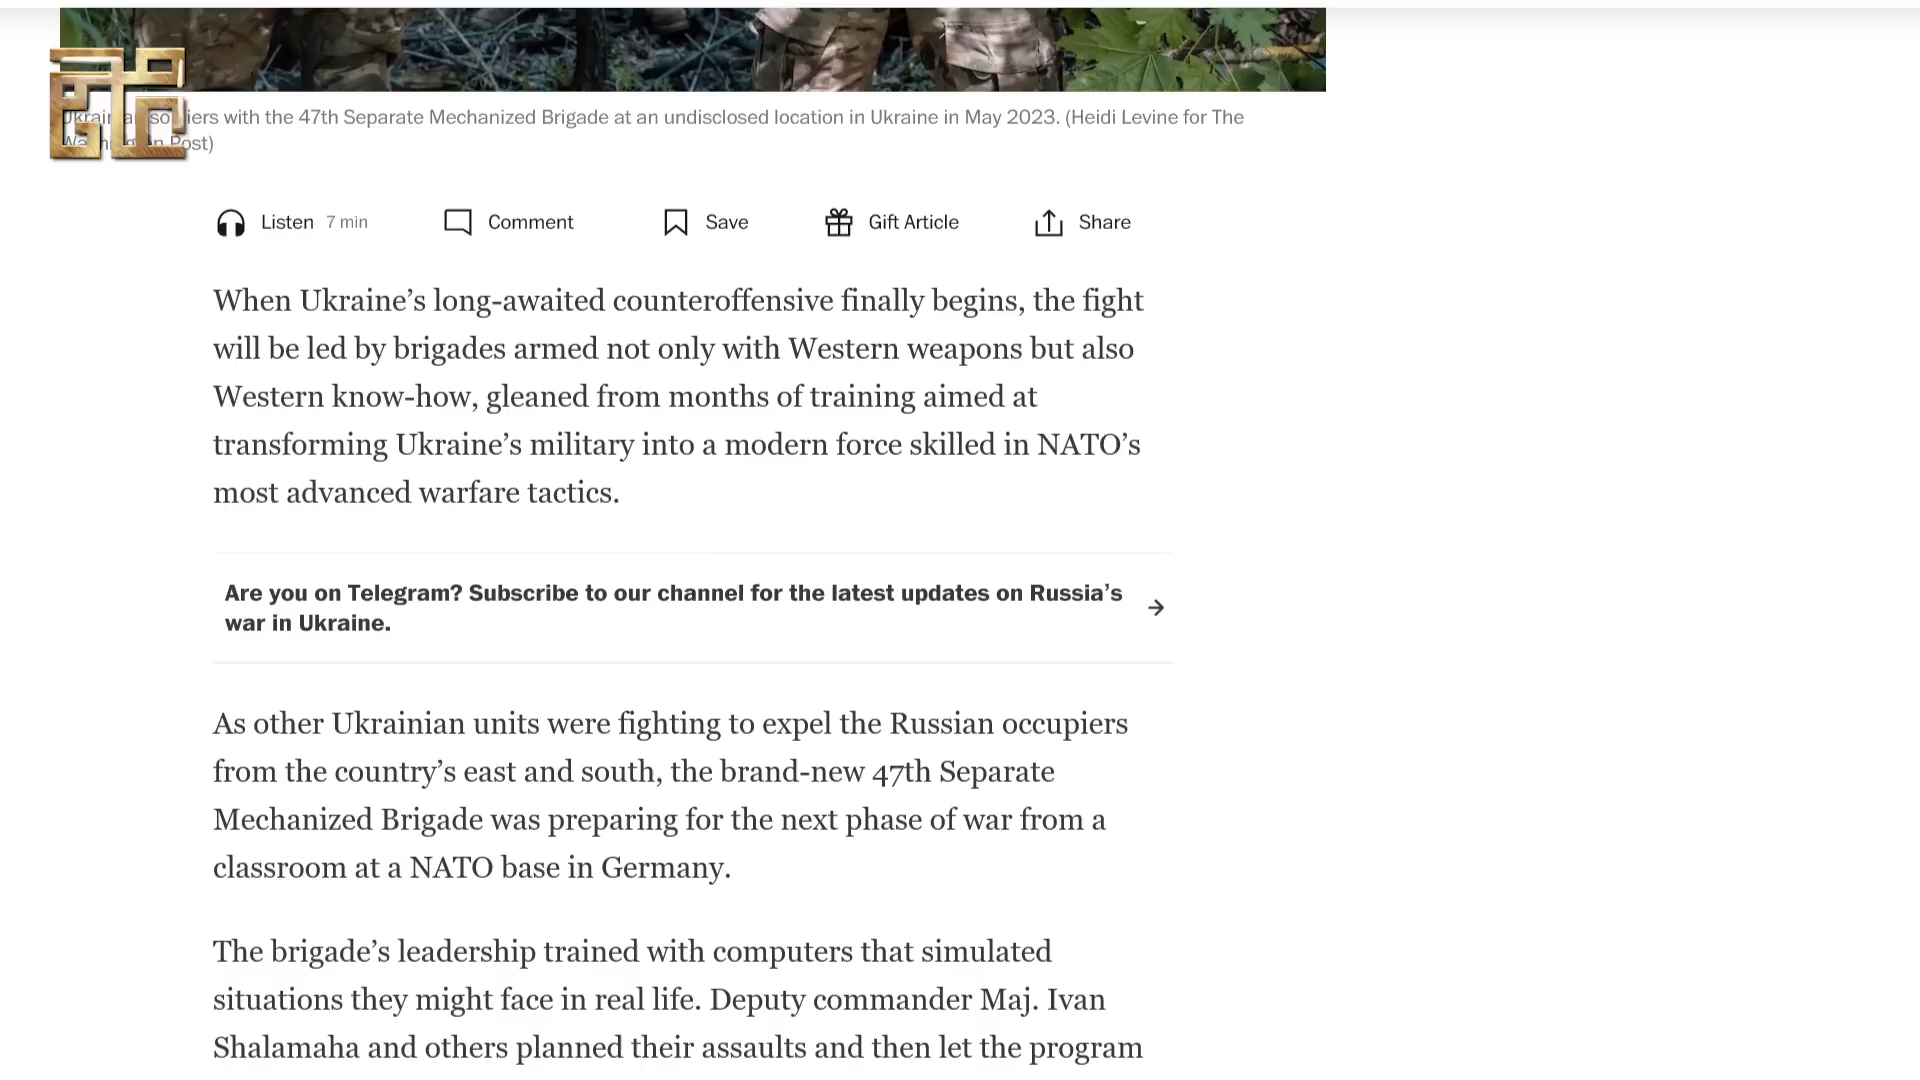 Ukrainian soldiers with the 47th Separate Mechanized Brigade at an undisclosed location in Ukraine in May 2023. (Heidi Levine for The
Washington Post)
Listen 7 min Comment Save Gift Article Share
When Ukraine’s long-awaited counteroffensive finally begins, the fight
will be led by brigades armed not only with Western weapons but also
Western know-how, gleaned from months of training aimed at
transforming Ukraine’s military into a modern force skilled in NATO’s
most advanced warfare tactics.
Are you on Telegram? Subscribe to our channel for the latest updates on Russia’s
war in Ukraine.
As other Ukrainian units were fighting to expel the Russian occupiers
from the country’s east and south, the brand-new 47th Separate
Mechanized Brigade was preparing for the next phase of war from a
classroom at a NATO base in Germany.
The brigade’s leadership trained with computers that simulated
situations they might face in real life. Deputy commander Maj. Ivan
Shalamaha and others planned their assaults and then let the program